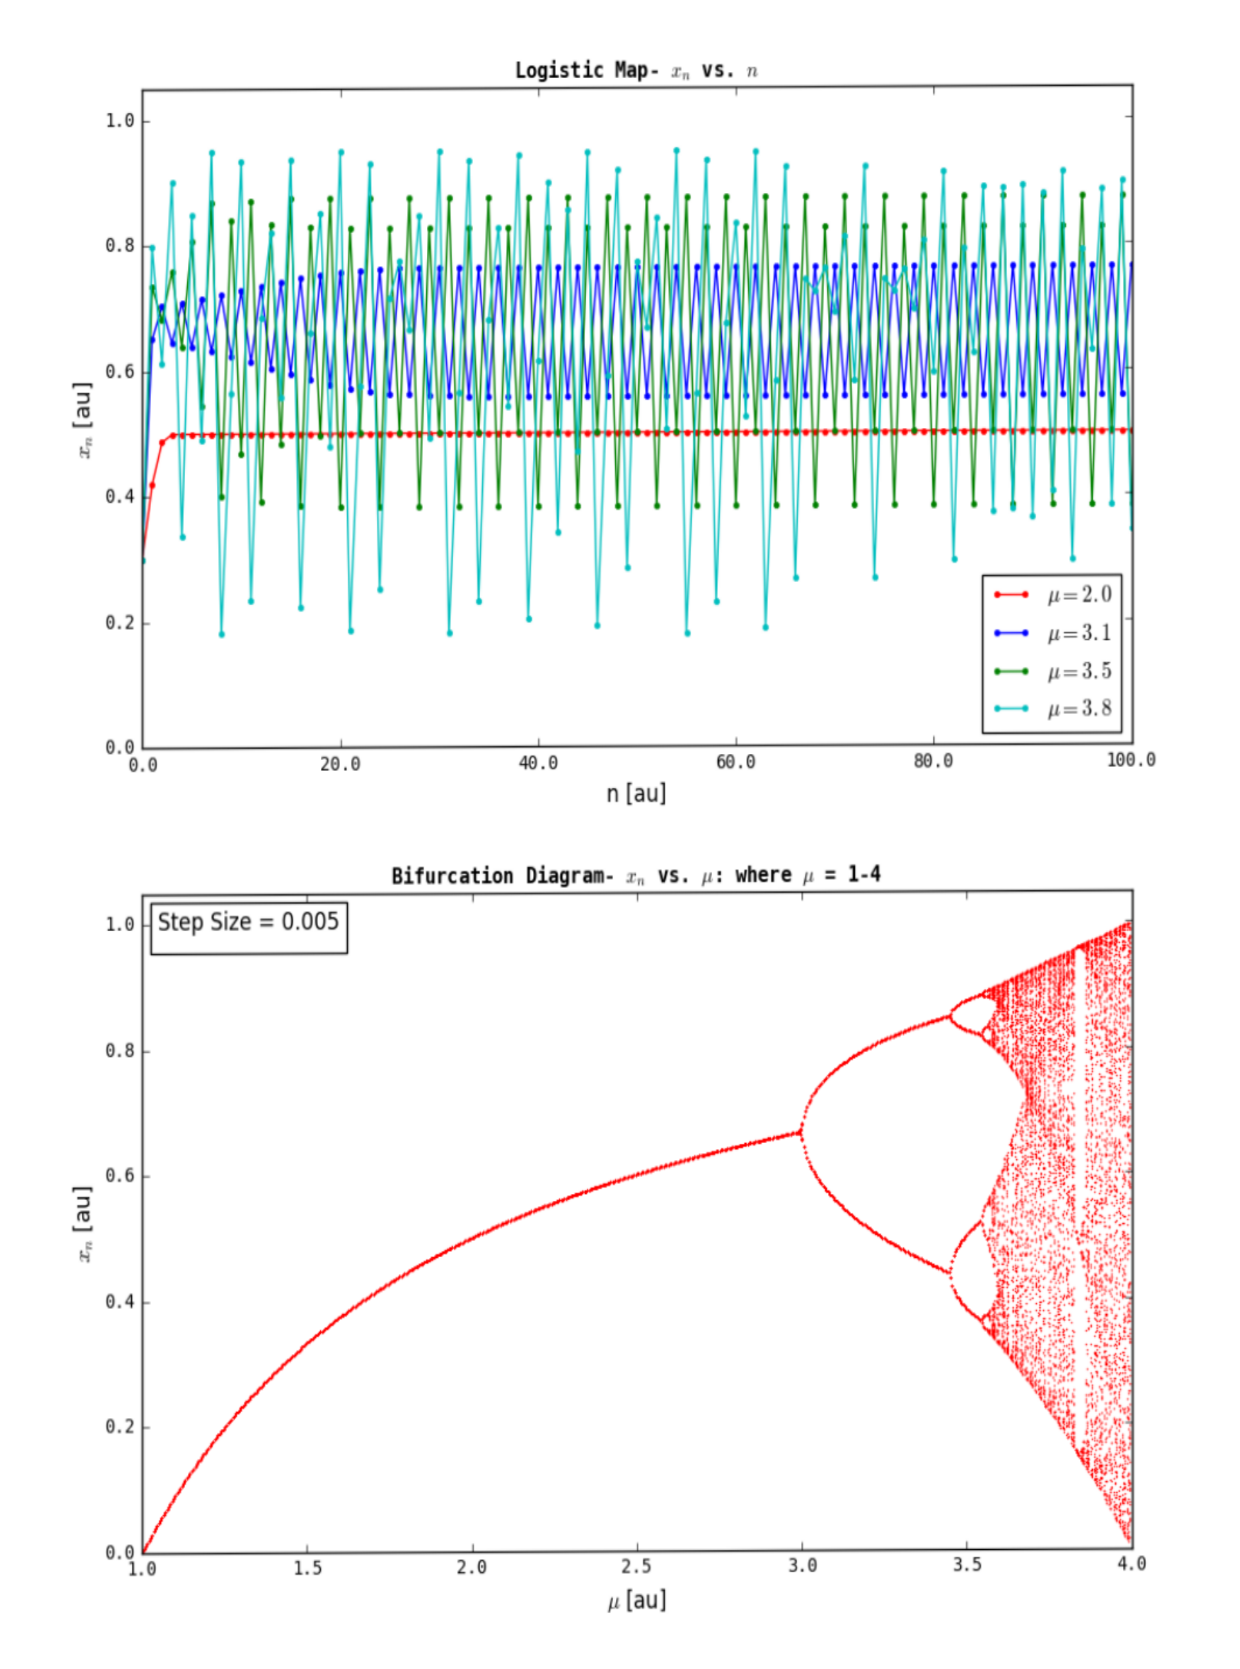 Logistic Map- xₙ vs. n
1.0
0.8
0.6
0.4
0.2
0.0
xₙ [au]
0.0 20.0 40.0 60.0 80.0 100.0
n [au]
μ=2.0
μ=3.1
μ=3.5
μ=3.8
Bifurcation Diagram- xₙ vs. μ: where μ = 1-4
Step Size = 0.005
1.0
0.8
0.6
0.4
0.2
0.0
xₙ [au]
1.0 1.5 2.0 2.5 3.0 3.5 4.0
μ [au]